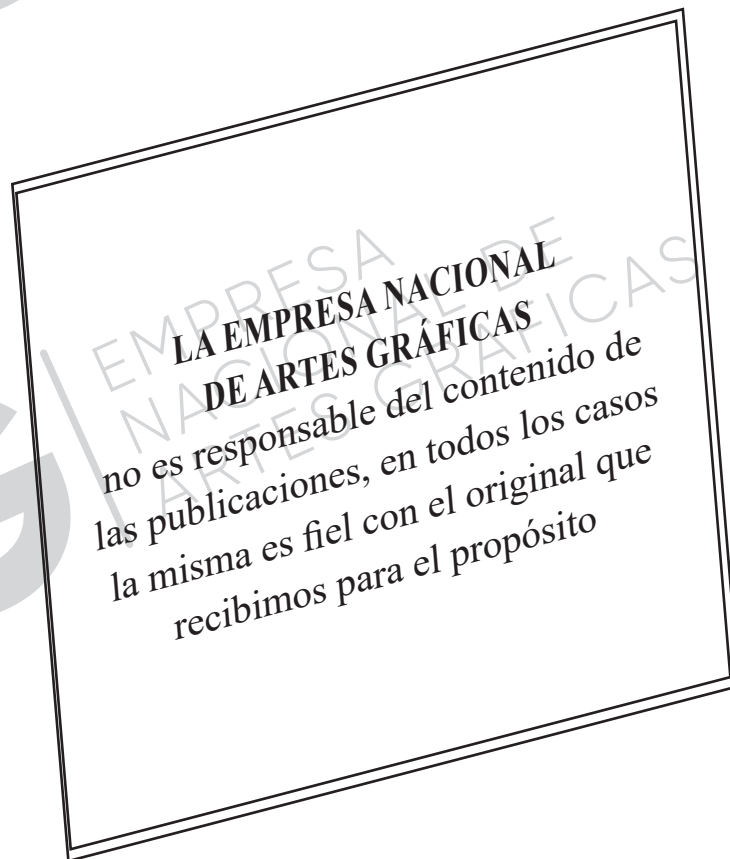 EMPRESA
NACIONAL DE
ARTES GRAFICAS
LA EMPRESA NACIONAL
DE ARTES GRÁFICAS
no es responsable del contenido de
las publicaciones, en todos los casos
la misma es fiel con el original que
recibimos para el propósito